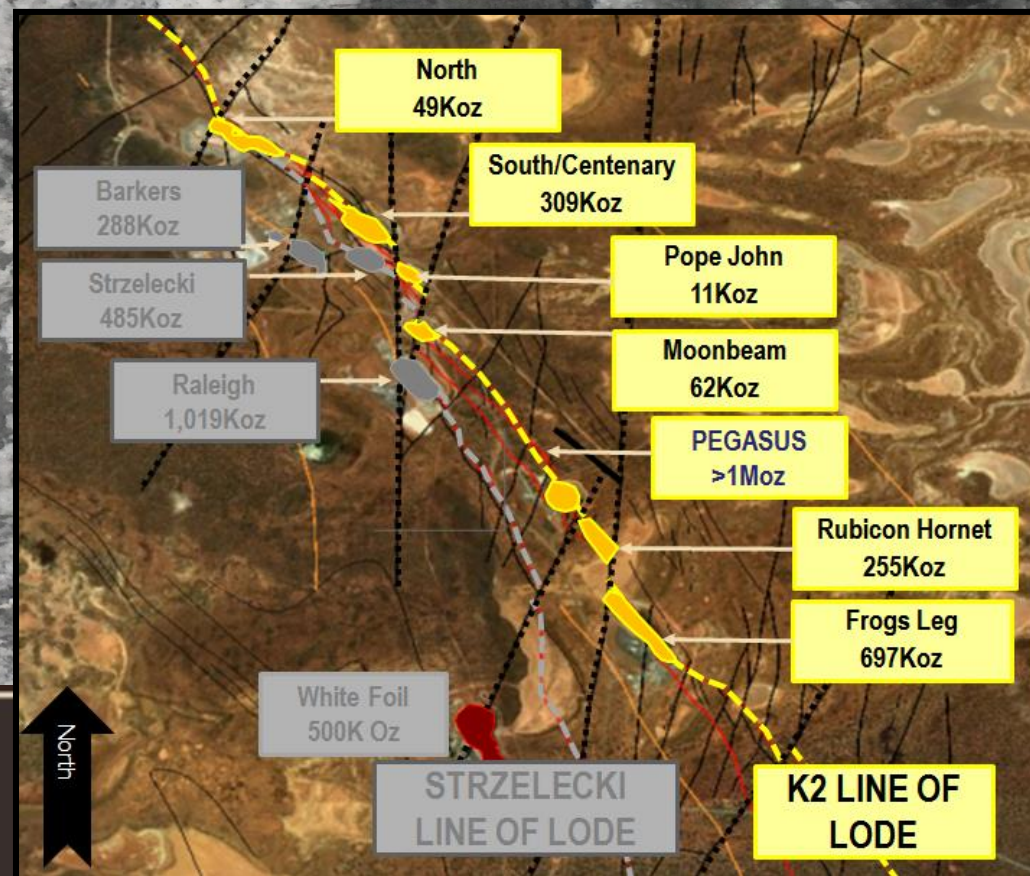 North
49Koz
South/Centenary
309Koz
Barkers
288Koz
Strzelecki
485Koz
Pope John
11Koz
Moonbeam
62Koz
Raleigh
1,019Koz
PEGASUS
>1Moz
Rubicon Hornet
255Koz
Frogs Leg
697Koz
White Foil
500K Oz
North
STRZELECKI
LINE OF LODE
K2 LINE OF
LODE